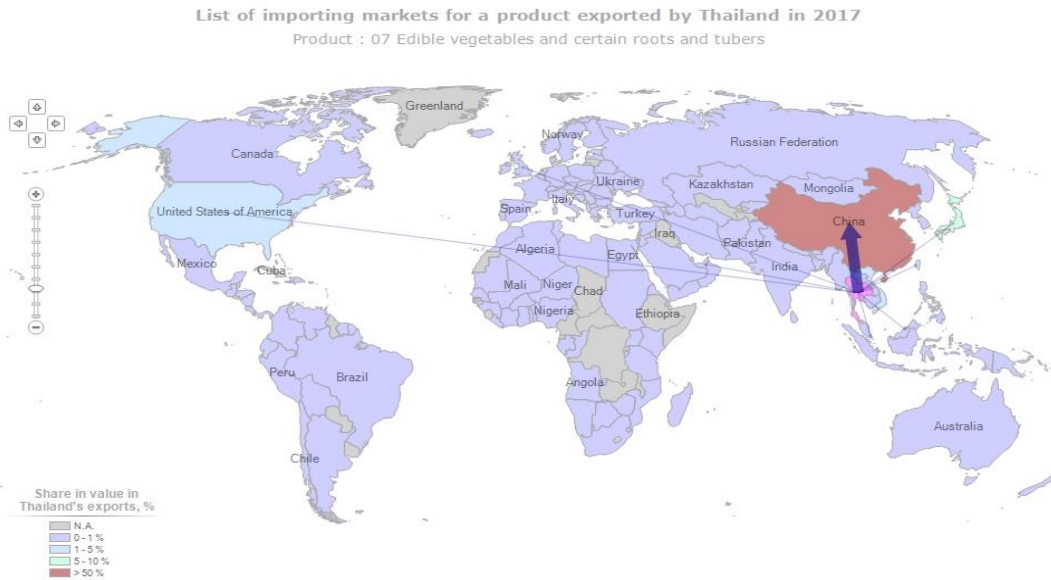 List of importing markets for a product exported by Thailand in 2017
Product : 07 Edible vegetables and certain roots and tubers
Greenland
Norway
Russian Federation
Canada
Ukraine
Kazakhstan
Mongolia
United States of America
Spain
Italy
Turkey
China
Iraq
Pakistan
Algeria
Egypt
India
Mexico
Cuba
Mali
Niger
Chad
Nigeria
Ethiopia
Peru
Brazil
Angola
Australia
Chile
Share in value in
Thailand's exports, %
N.A.
0 - 1 %
1 - 5 %
5 - 10 %
> 50 %